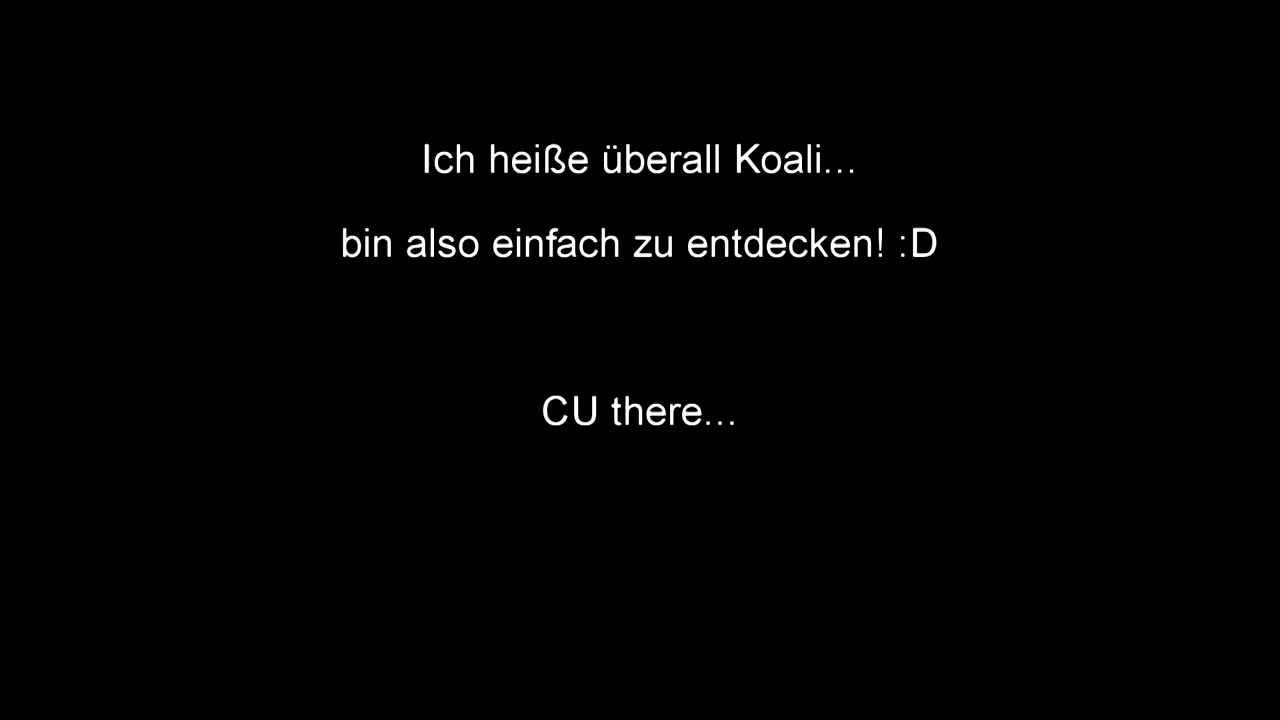 Ich heiße überall Koali...
bin also einfach zu entdecken! :D
CU there...